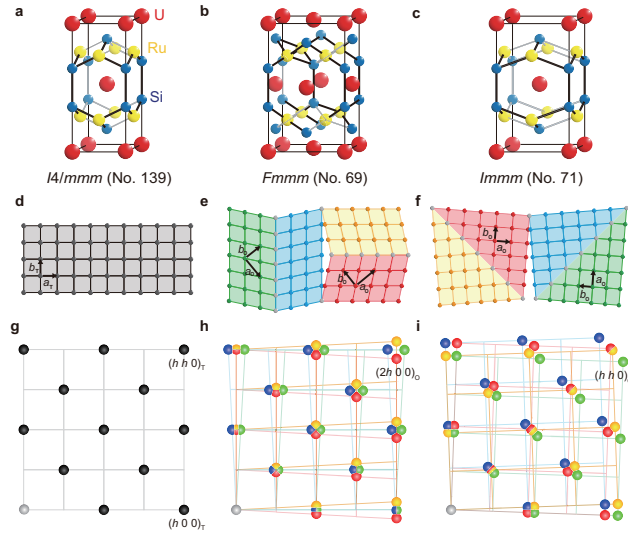 a
b
c
U
Ru
Si
I4/mmm (No. 139)
Fmmm (No. 69)
Immm (No. 71)
d
e
f
bT
aT
bO
aO
bO
aO
bO
aO
aO
bO
g
h
i
(h h 0)T
(2h 0 0)O
(h h 0)
(h 0 0)T